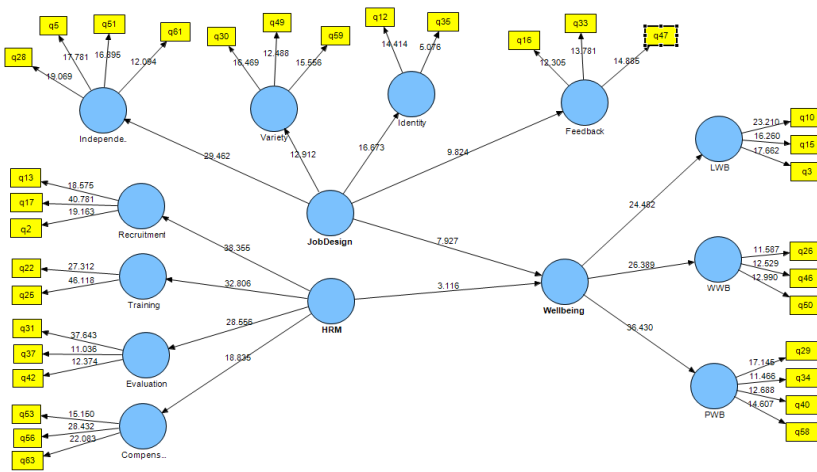 q5
q51
q61
q28
17.781
16.895
12.094
19.069
Independe..
q30
q49
q59
16.469
12.488
15.556
Variety
q12
q35
14.414
5.076
Identity
q16
q33
q47
12.305
13.781
14.885
Feedback
29.462
12.912
16.673
9.824
JobDesign
q13
18.575
q17
40.781
q2
19.163
Recruitment
q22
27.312
q25
46.118
Training
q31
37.643
q37
11.036
q42
12.374
Evaluation
q53
15.150
q56
28.432
q63
22.083
Compens..
38.355
32.806
28.556
18.835
HRM
7.927
3.116
Wellbeing
24.482
26.389
36.430
LWB
23.210
q10
16.260
q15
17.662
q3
WWB
11.587
q26
12.529
q46
12.990
q50
PWB
17.145
q29
11.466
q34
12.688
q40
14.607
q58